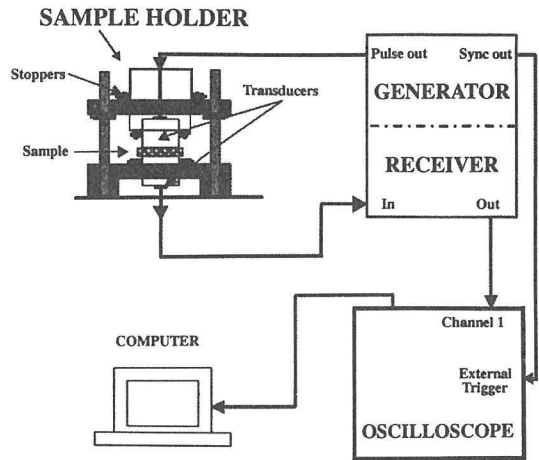 SAMPLE HOLDER
Stoppers
Transducers
Sample
Pulse out
Sync out
GENERATOR
RECEIVER
In
Out
Channel 1
External
Trigger
OSCILLOSCOPE
COMPUTER